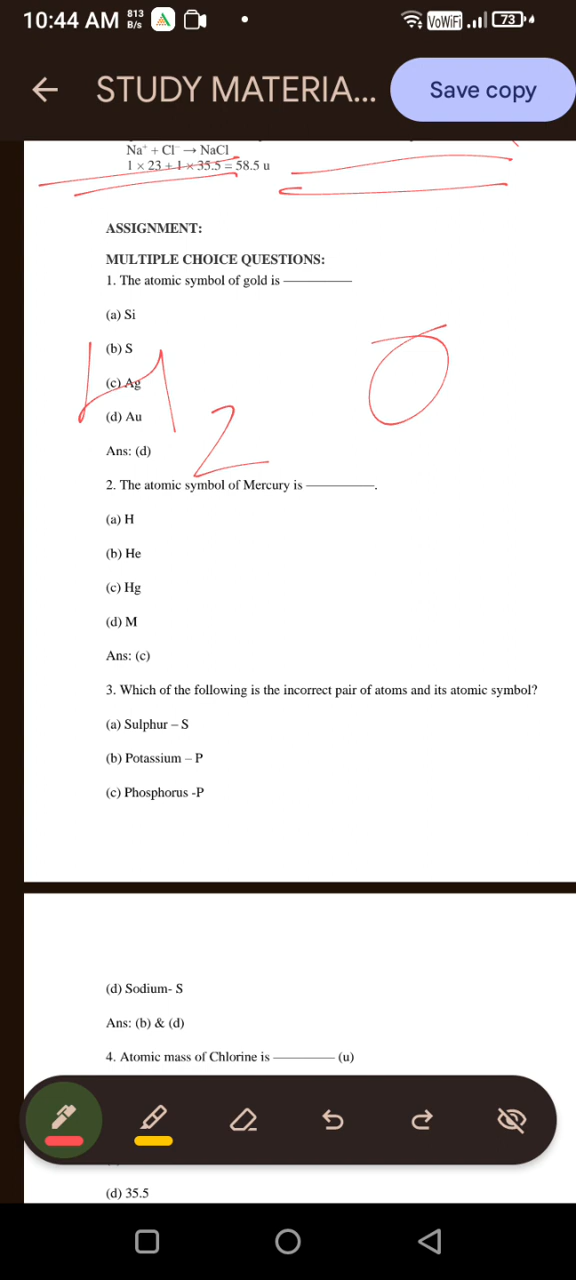 10:44 AM 813 B/s VoWiFi 73
STUDY MATERIA... Save copy
Na⁺ + Cl⁻ → NaCl
1 × 23 + 1 × 35.5 = 58.5 u
ASSIGNMENT:
MULTIPLE CHOICE QUESTIONS:
1. The atomic symbol of gold is ————
(a) Si
(b) S
(c) Ag
(d) Au
H2O
Ans: (d)
2. The atomic symbol of Mercury is ————.
(a) H
(b) He
(c) Hg
(d) M
Ans: (c)
3. Which of the following is the incorrect pair of atoms and its atomic symbol?
(a) Sulphur – S
(b) Potassium – P
(c) Phosphorus -P
(d) Sodium- S
Ans: (b) & (d)
4. Atomic mass of Chlorine is ———— (u)
(d) 35.5